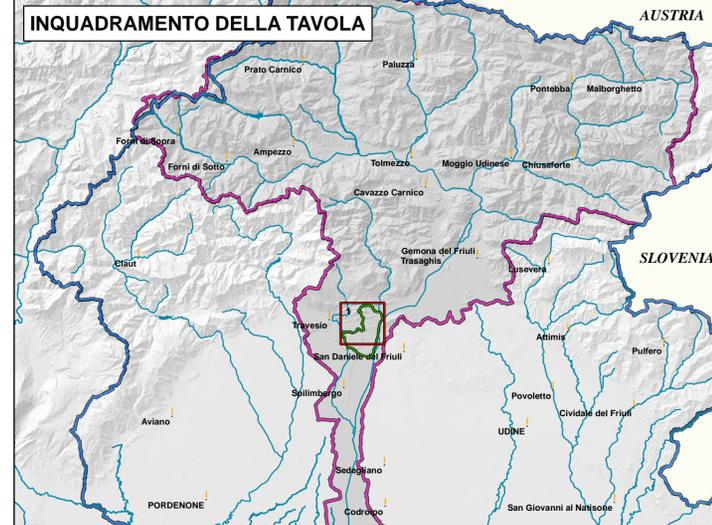 INQUADRAMENTO DELLA TAVOLA
AUSTRIA
Paluzza
Prato Carnico
Pontebba
Malborghetto
Forni di Sopra
Ampezzo
Forni di Sotto
Tolmezzo
Moggio Udinese
Chiusaforte
Cavazzo Carnico
Gemona del Friuli
Trasaghis
SLOVENIA
Claut
Lusevera
Travesio
Attimis
San Daniele del Friuli
Pulfero
Spilimbergo
Povoletto
Cividale del Friuli
Aviano
UDINE
Sedegliano
PORDENONE
Codroipo
San Giovanni al Natisone